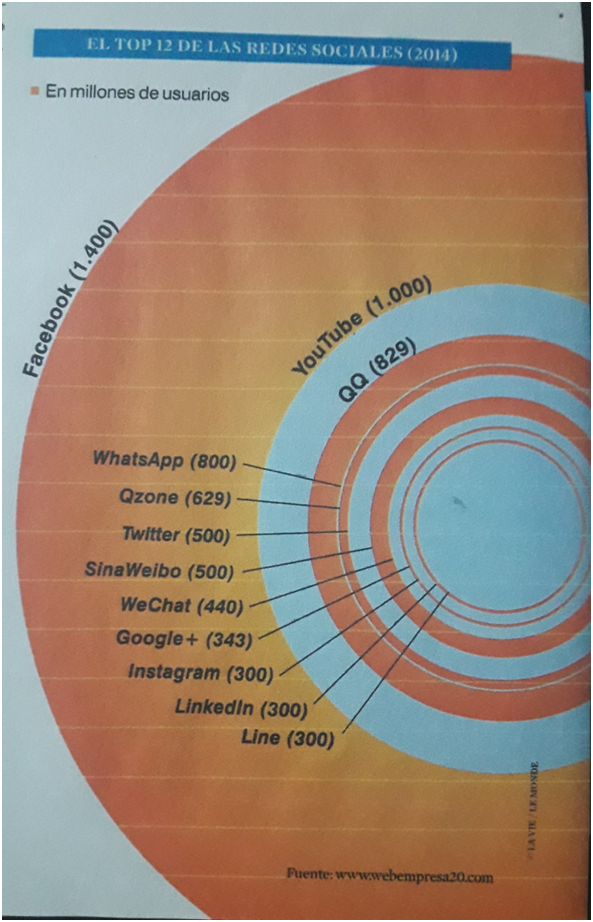 EL TOP 12 DE LAS REDES SOCIALES (2014)
En millones de usuarios
Facebook (1.400)
YouTube (1.000)
QQ (829)
WhatsApp (800)
Qzone (629)
Twitter (500)
SinaWeibo (500)
WeChat (440)
Google+ (343)
Instagram (300)
LinkedIn (300)
Line (300)
© LA VIE / LE MONDE
Fuente: www.webempresa20.com